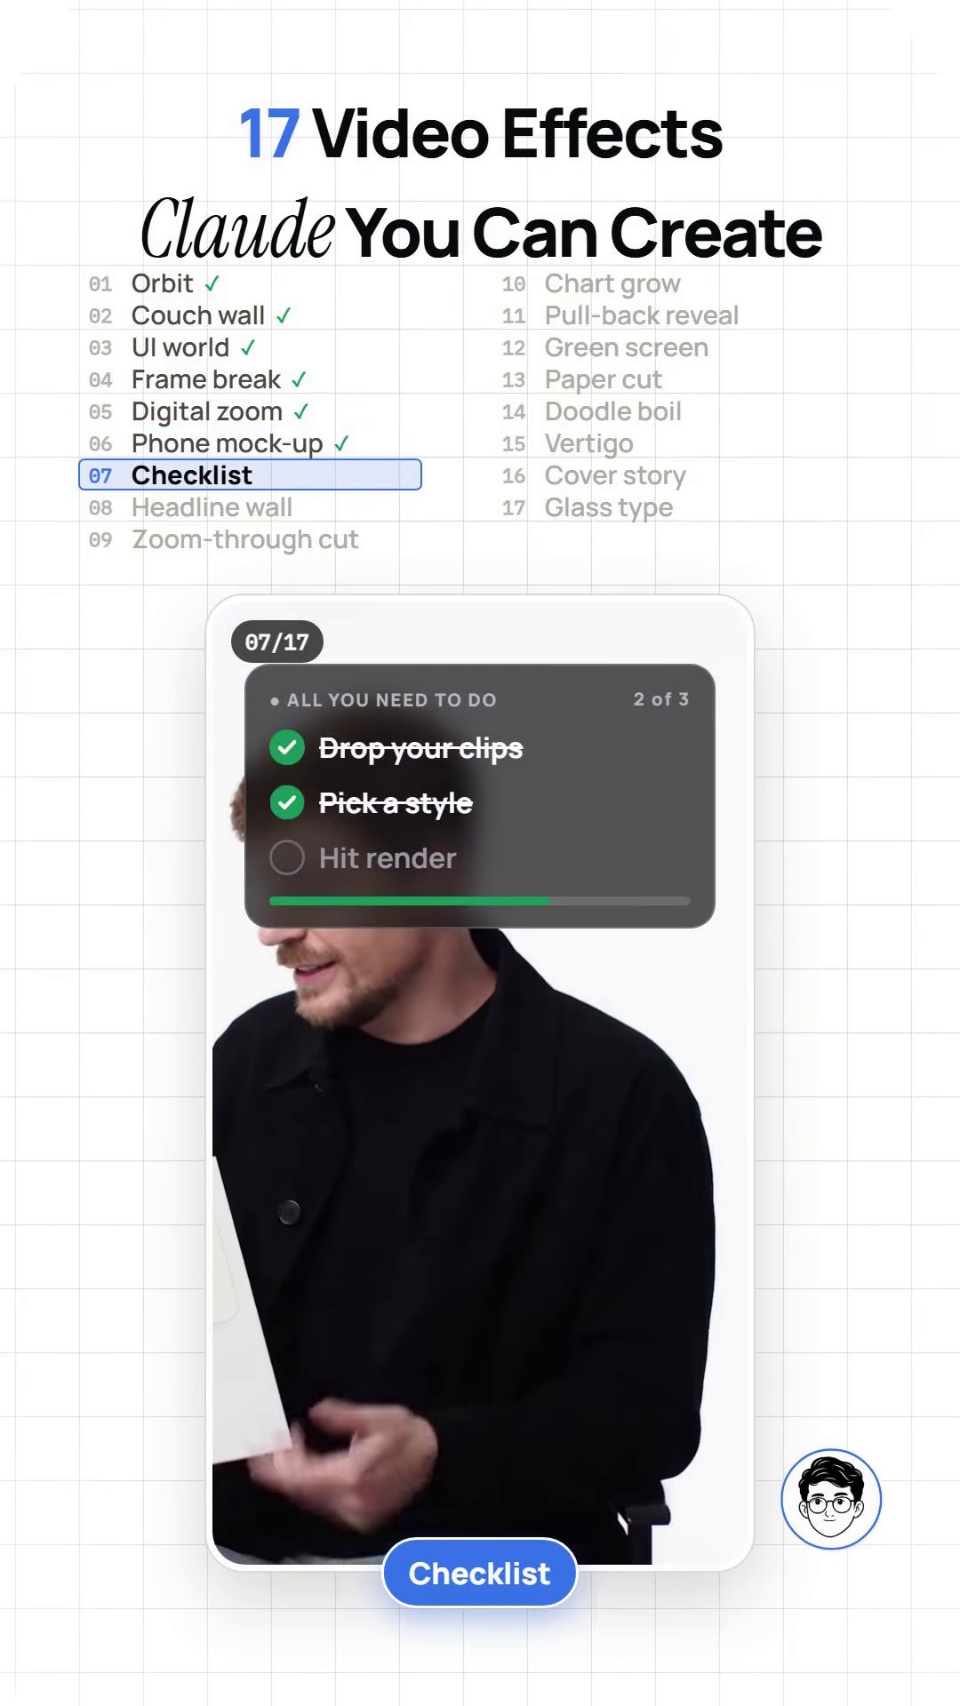 17 Video Effects
Claude You Can Create
01 Orbit ✓
02 Couch wall ✓
03 UI world ✓
04 Frame break ✓
05 Digital zoom ✓
06 Phone mock-up ✓
07 Checklist
08 Headline wall
09 Zoom-through cut
10 Chart grow
11 Pull-back reveal
12 Green screen
13 Paper cut
14 Doodle boil
15 Vertigo
16 Cover story
17 Glass type
07/17
• ALL YOU NEED TO DO 2 of 3
Drop your clips
Pick a style
Hit render
Checklist